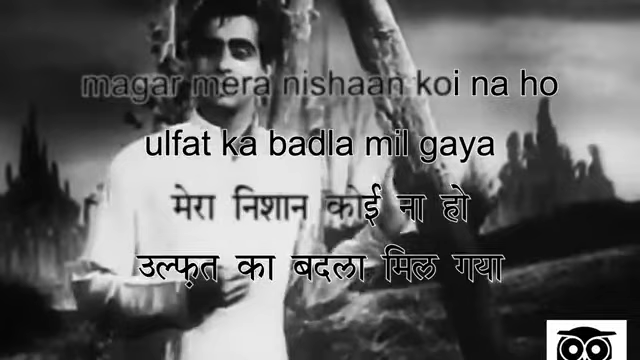 magar mera nishaan koi na ho
ulfat ka badla mil gaya
मेरा निशान कोई ना हो
उल्फ़त का बदला मिल गया